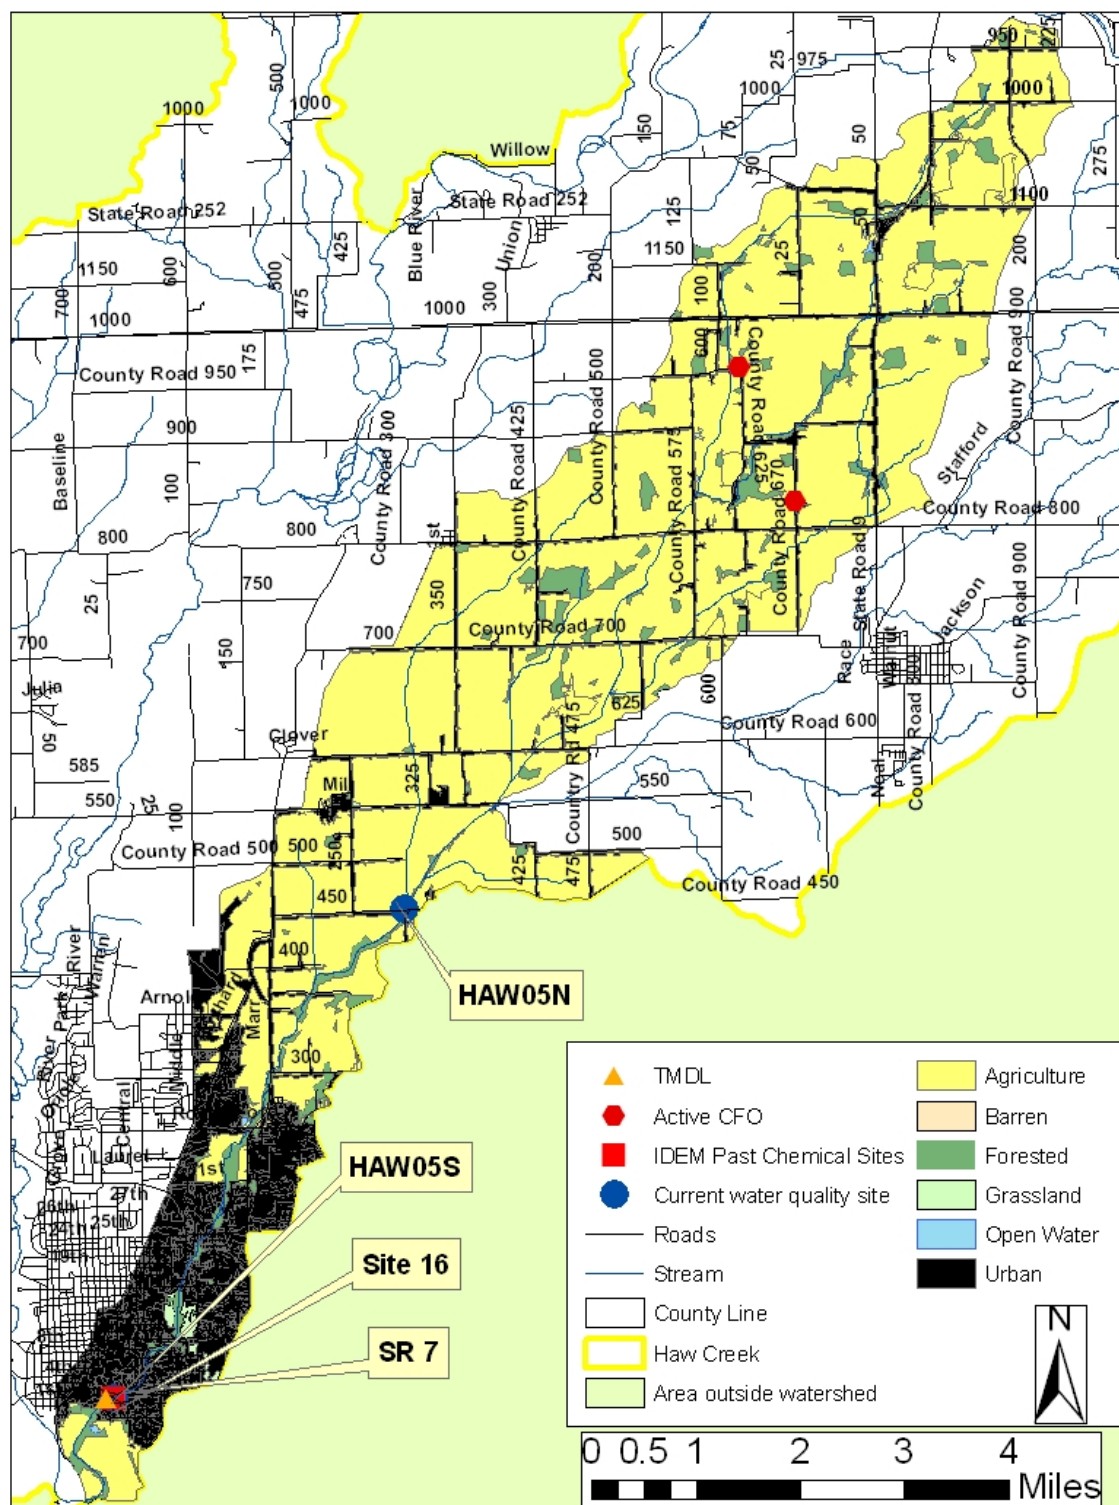 950
225
500
25
975
1000
1000
1000
1000
150
75
50
50
275
Willow
State Road 252
State Road 252
Blue River
Union
125
1100
50
425
1150
1150
600
500
475
700
1000
1000
300
200
25
100
200
County Road 900
175
County Road 950
600
County Road 500
County Road 625
900
County Road 300
County Road 425
Baseline
100
County Road 575
County Road 670
Stafford
County Road 800
800
800
1st
State Road 9
750
25
350
County Road 900
Jackson
700
700
County Road 700
150
Race
Walnut
Julia
50
625
600
Country Rd 475
County Road 600
Clover
585
325
550
Neal
550
25
100
Mil
500
County Road 500
500
250
425
475
450
County Road 450
River
Warren
400
HAW05N
Park
Arnol
Marr
River
Middle
300
Central
Laurel
1st
HAW05S
27th
26th
25th
24th
19th
Site 16
SR 7
TMDL
Active CFO
IDEM Past Chemical Sites
Current water quality site
Roads
Stream
County Line
Haw Creek
Area outside watershed
Agriculture
Barren
Forested
Grassland
Open Water
Urban
N
0 0.5 1 2 3 4
Miles